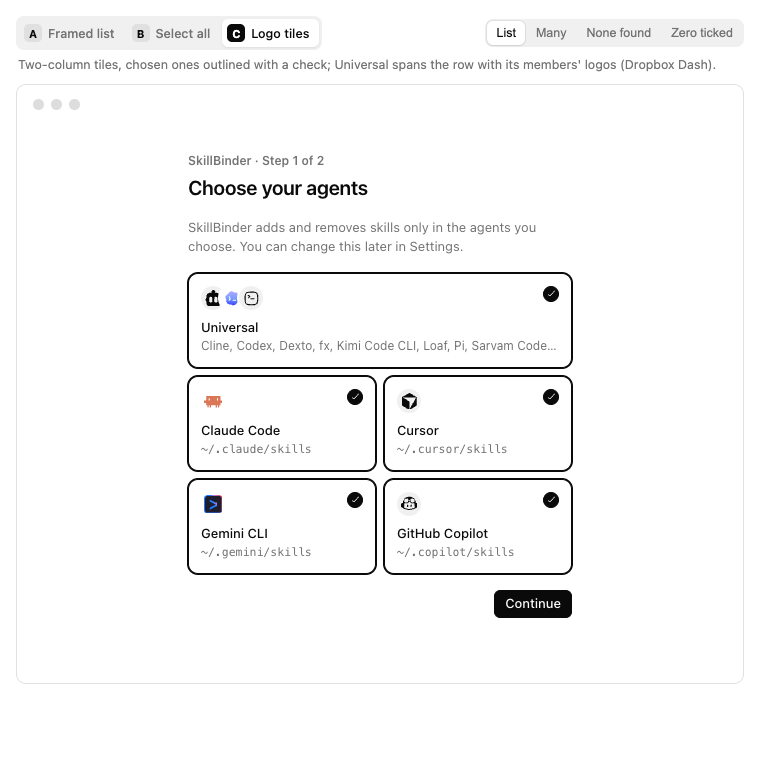 A Framed list B Select all C Logo tiles List Many None found Zero ticked
Two-column tiles, chosen ones outlined with a check; Universal spans the row with its members' logos (Dropbox Dash).
SkillBinder · Step 1 of 2
Choose your agents
SkillBinder adds and removes skills only in the agents you
choose. You can change this later in Settings.
Universal
Cline, Codex, Dexto, fx, Kimi Code CLI, Loaf, Pi, Sarvam Code...
Claude Code
~/.claude/skills
Cursor
~/.cursor/skills
Gemini CLI
~/.gemini/skills
GitHub Copilot
~/.copilot/skills
Continue